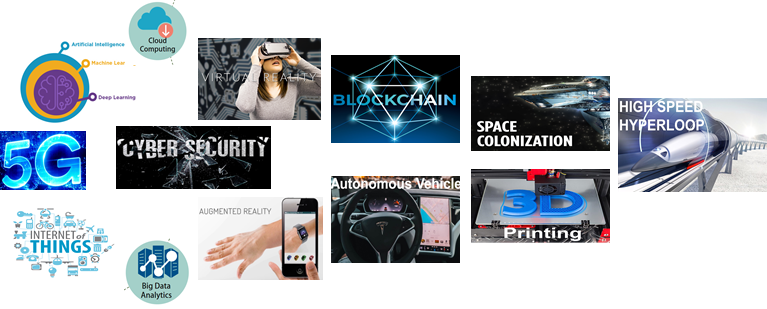 Artificial Intelligence
Machine Lear
Deep Learning
Cloud
Computing
VIRTUAL REALITY
BLOCKCHAIN
SPACE
COLONIZATION
HIGH SPEED
HYPERLOOP
5G
CYBER SECURITY
INTERNET of
THINGS
Big Data
Analytics
AUGMENTED REALITY
Autonomous Vehicle
3D
Printing